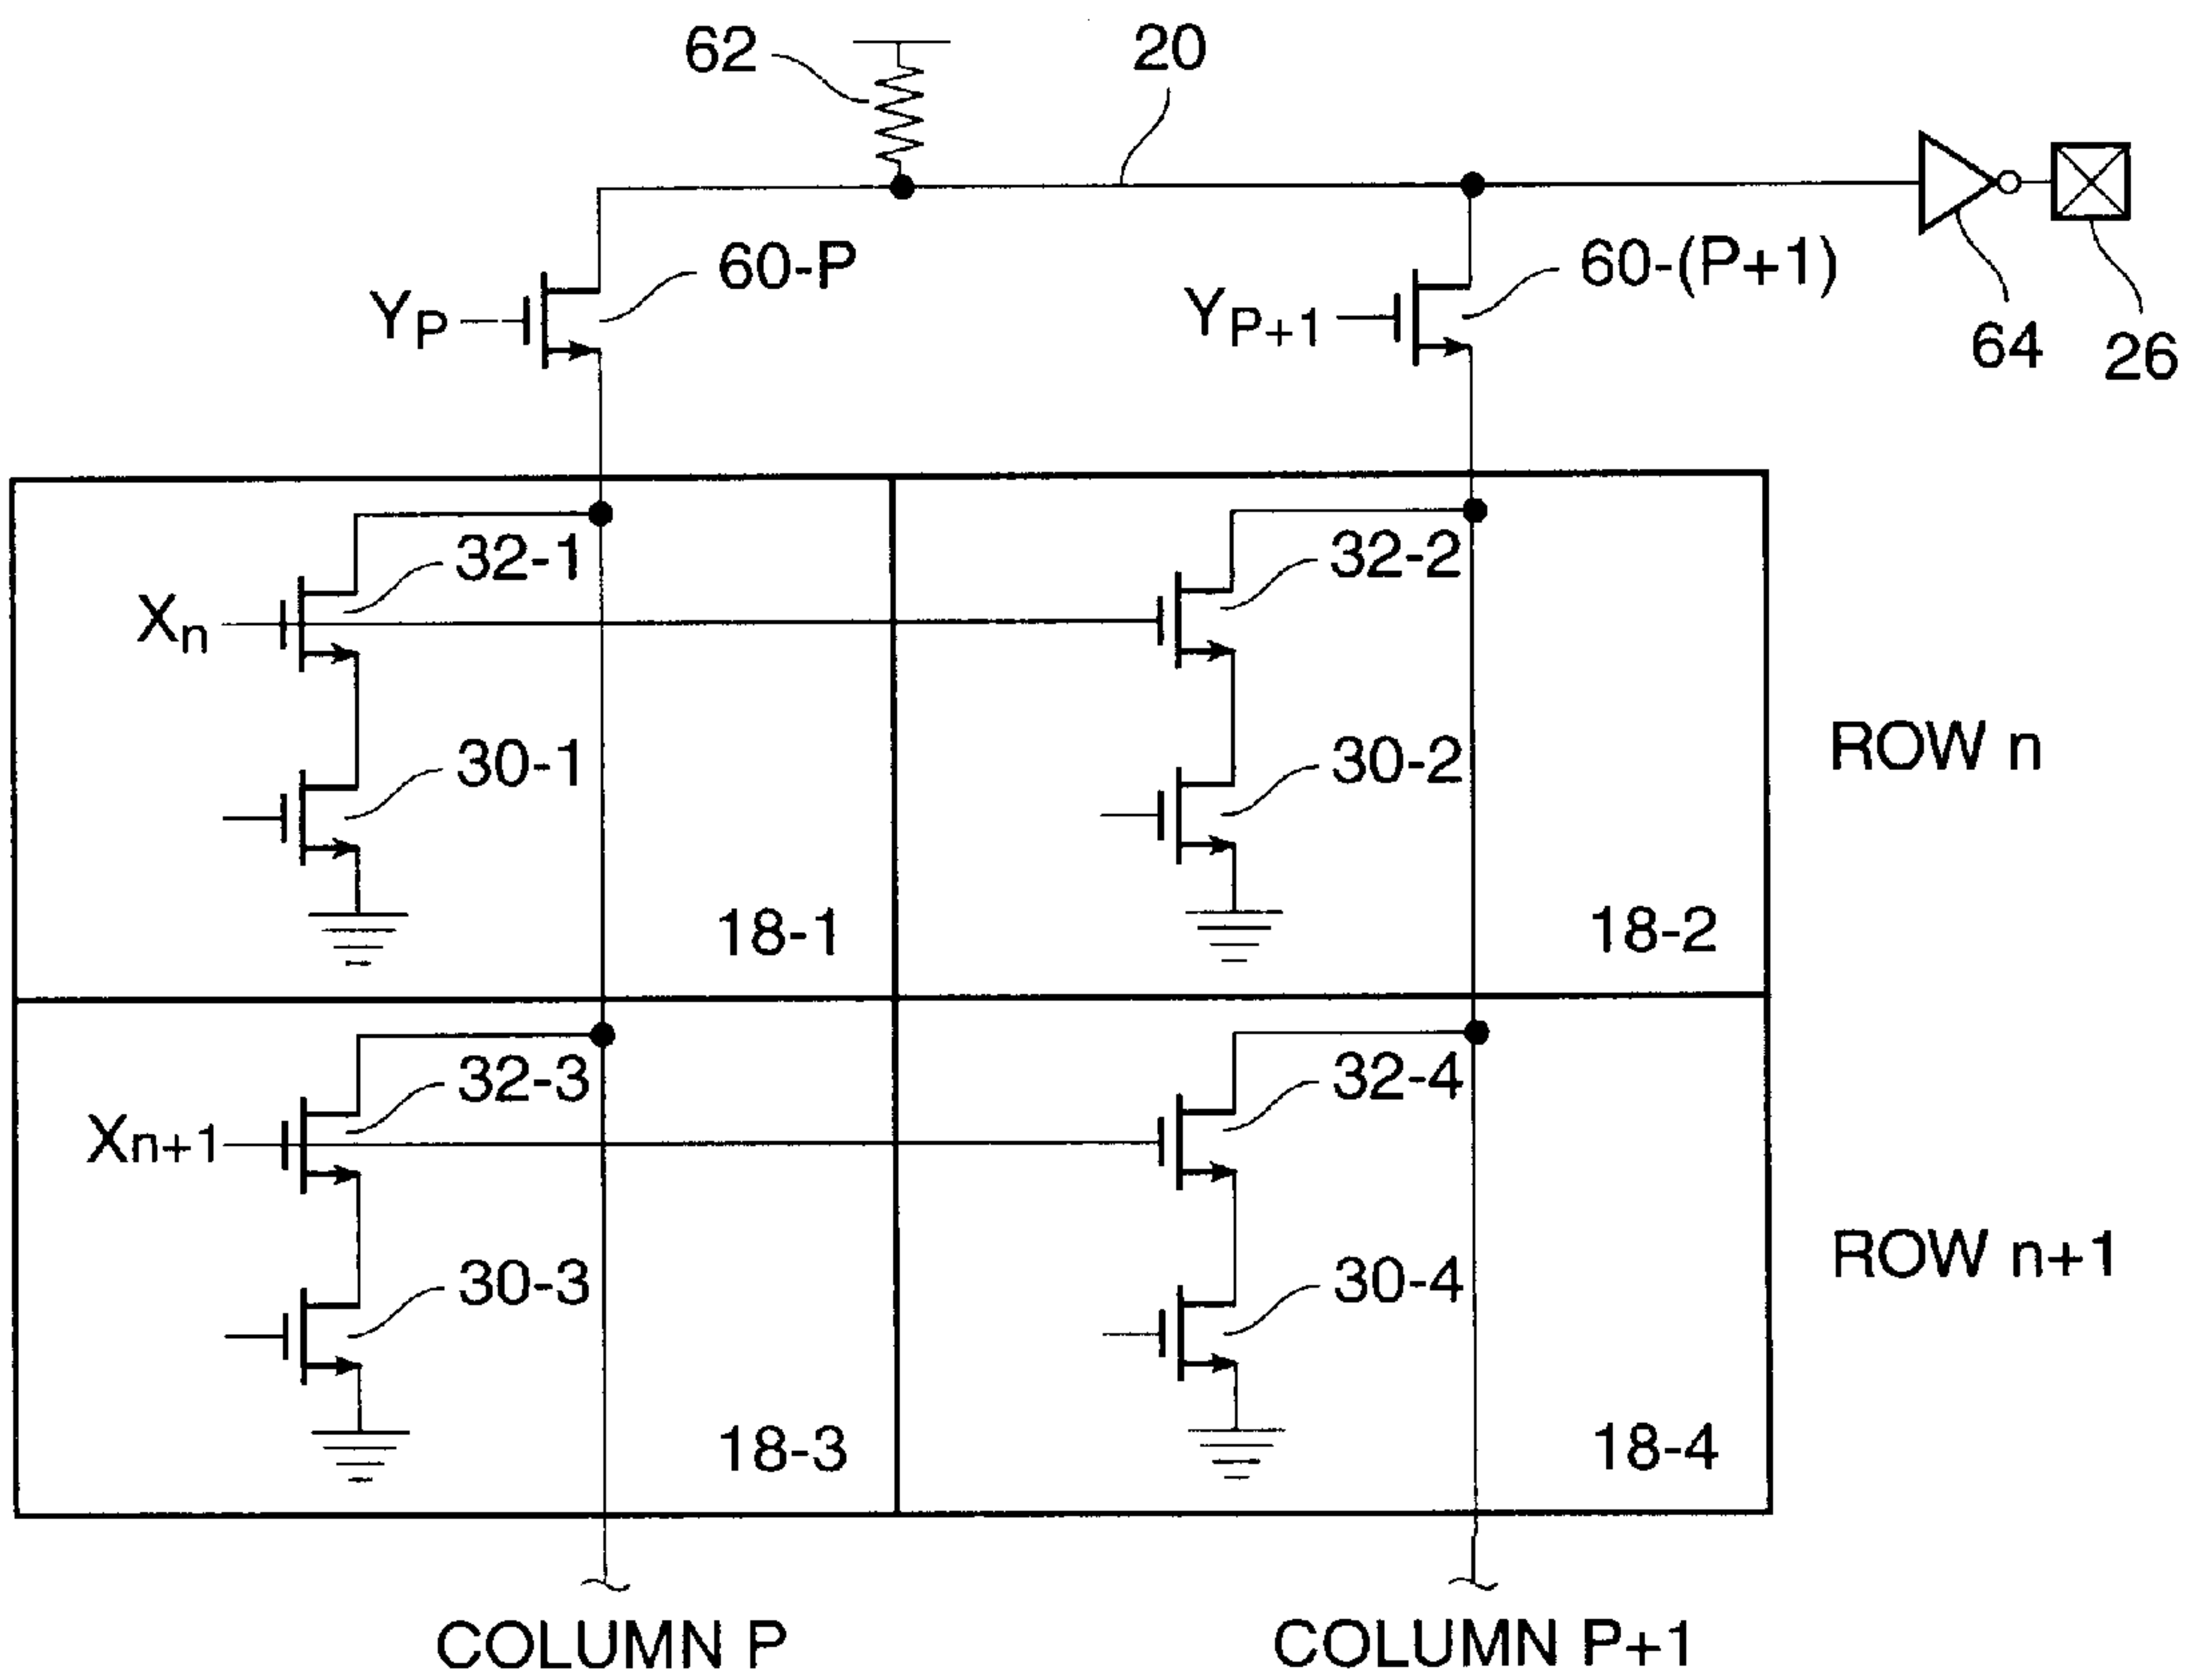 62
20
60-P
60-(P+1)
YP
YP+1
64
26
32-1
32-2
Xn
30-1
30-2
ROW n
18-1
18-2
32-3
32-4
Xn+1
30-3
30-4
ROW n+1
18-3
18-4
COLUMN P
COLUMN P+1